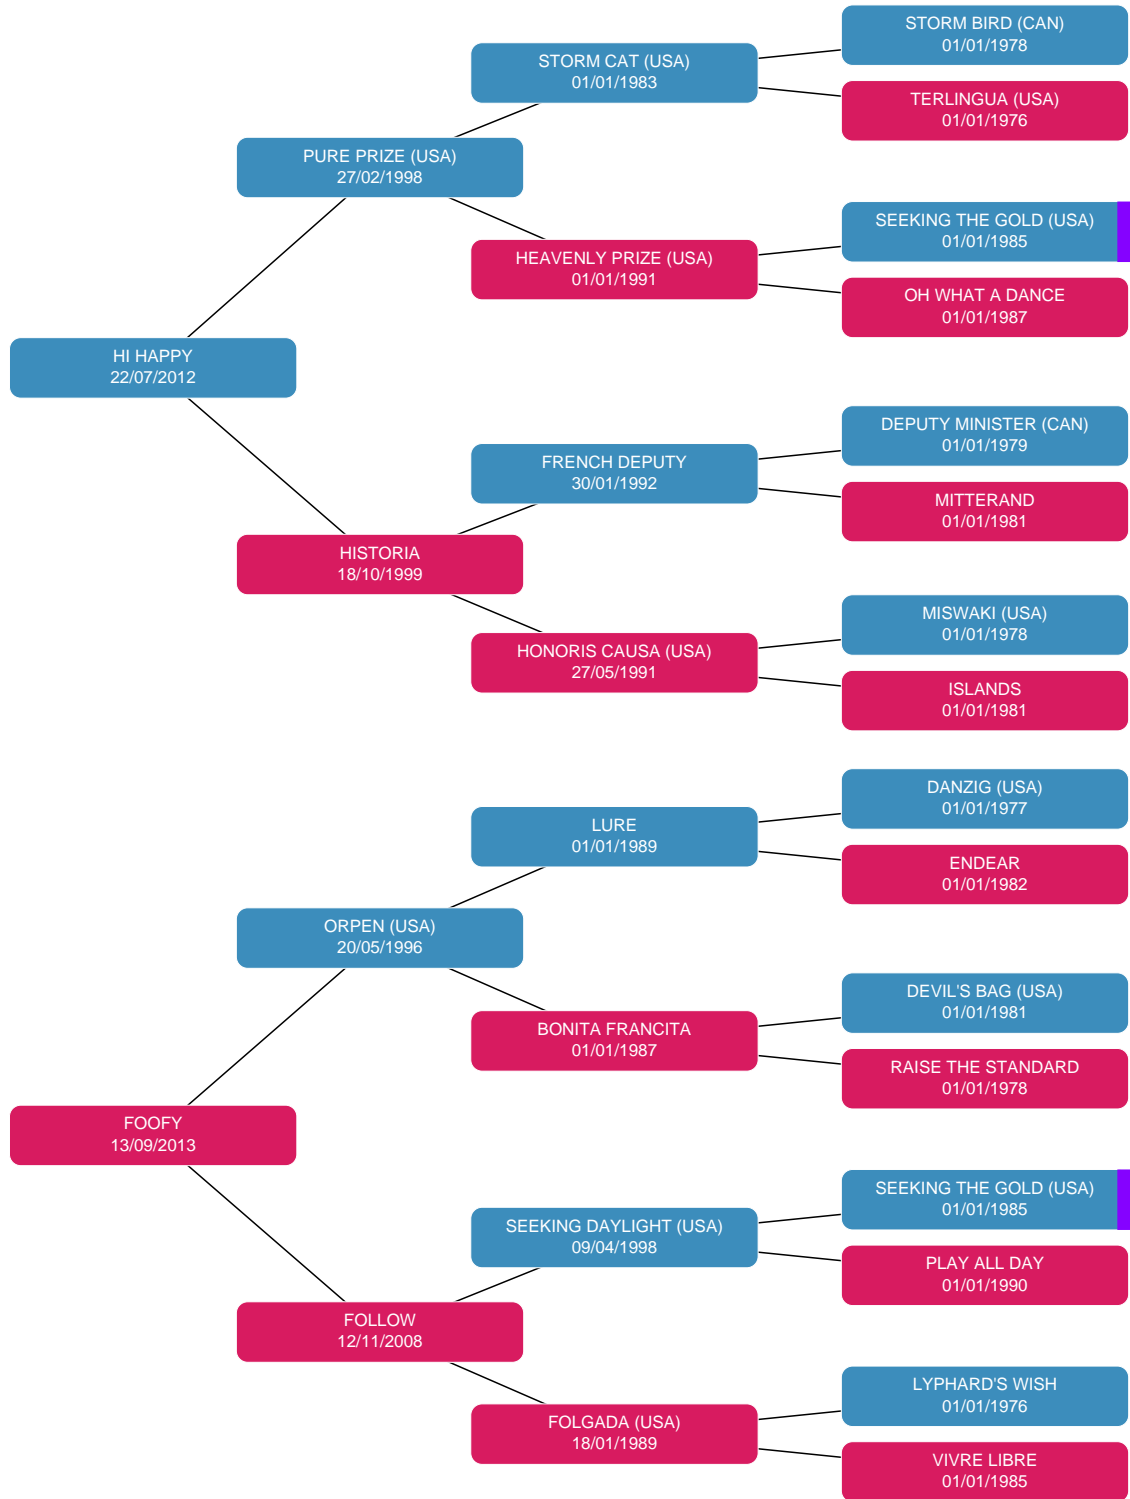 STORM BIRD (CAN)
01/01/1978
STORM CAT (USA)
01/01/1983
TERLINGUA (USA)
01/01/1976
PURE PRIZE (USA)
27/02/1998
SEEKING THE GOLD (USA)
01/01/1985
HEAVENLY PRIZE (USA)
01/01/1991
OH WHAT A DANCE
01/01/1987
HI HAPPY
22/07/2012
DEPUTY MINISTER (CAN)
01/01/1979
FRENCH DEPUTY
30/01/1992
MITTERAND
01/01/1981
HISTORIA
18/10/1999
MISWAKI (USA)
01/01/1978
HONORIS CAUSA (USA)
27/05/1991
ISLANDS
01/01/1981
DANZIG (USA)
01/01/1977
LURE
01/01/1989
ENDEAR
01/01/1982
ORPEN (USA)
20/05/1996
DEVIL'S BAG (USA)
01/01/1981
BONITA FRANCITA
01/01/1987
RAISE THE STANDARD
01/01/1978
FOOFY
13/09/2013
SEEKING THE GOLD (USA)
01/01/1985
SEEKING DAYLIGHT (USA)
09/04/1998
PLAY ALL DAY
01/01/1990
FOLLOW
12/11/2008
LYPHARD'S WISH
01/01/1976
FOLGADA (USA)
18/01/1989
VIVRE LIBRE
01/01/1985